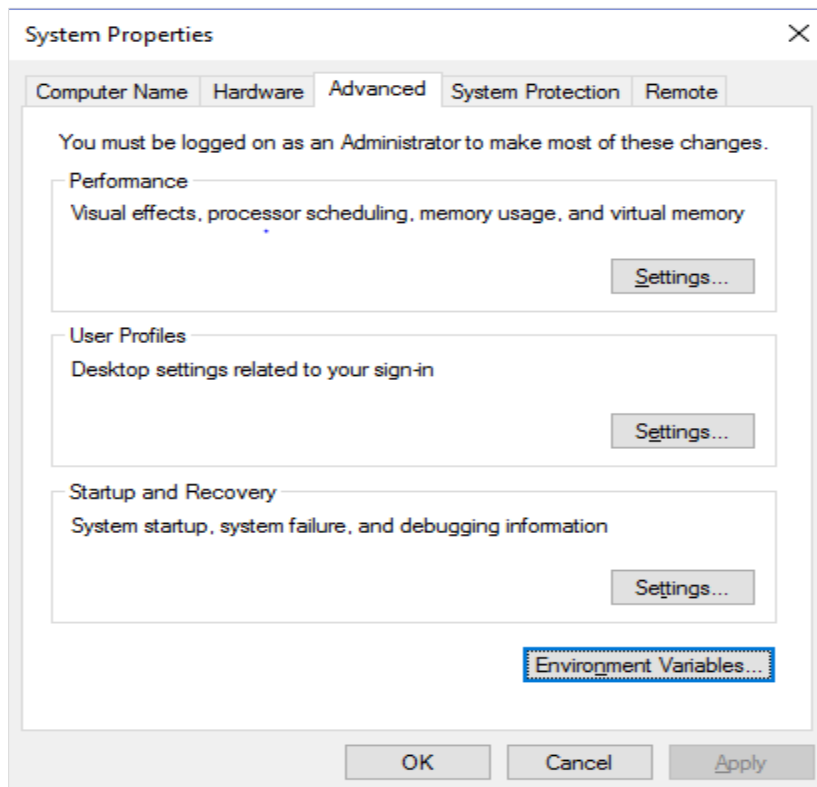 System Properties
Computer Name Hardware Advanced System Protection Remote
You must be logged on as an Administrator to make most of these changes.
Performance
Visual effects, processor scheduling, memory usage, and virtual memory
Settings...
User Profiles
Desktop settings related to your sign-in
Settings...
Startup and Recovery
System startup, system failure, and debugging information
Settings...
Environment Variables...
OK Cancel Apply